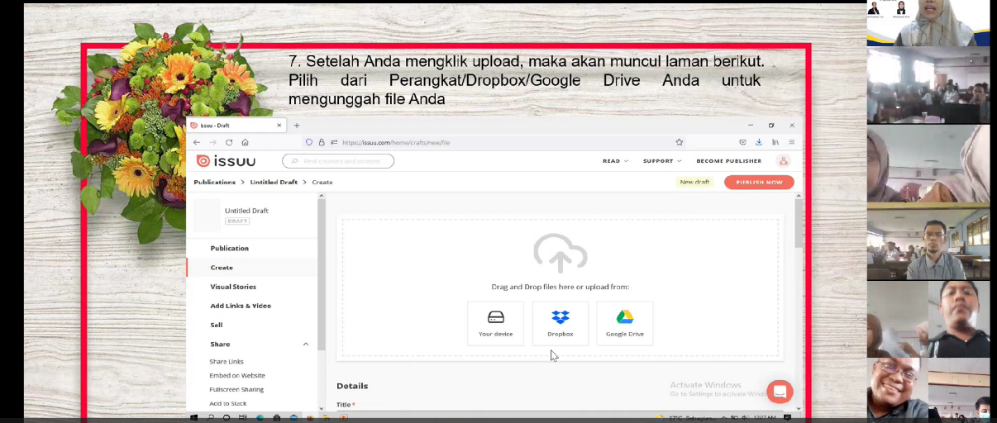 7. Setelah Anda mengklik upload, maka akan muncul laman berikut.
Pilih dari Perangkat/Dropbox/Google Drive Anda untuk
mengunggah file Anda
issuu - Draft
https://issuu.com/home/crafts/new/file
issuu
Find creators and content
READ
SUPPORT
BECOME PUBLISHER
Publications > Untitled Draft > Create
New draft
PUBLISH NOW
Untitled Draft
DRAFT
Publication
Create
Visual Stories
Add Links & Video
Sell
Share
Share Links
Embed on Website
Fullscreen Sharing
Add to Stack
Drag and Drop files here or upload from:
Your device
Dropbox
Google Drive
Details
Title *
Activate Windows
Go to Settings to activate Windows